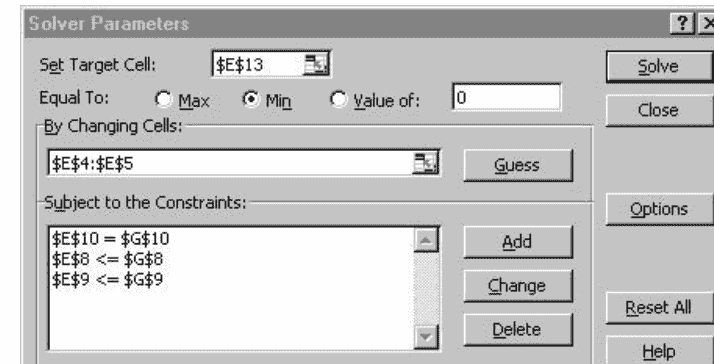 Solver Parameters ? ×
Set Target Cell: $E$13 Solve
Equal To: Max Min Value of: 0 Close
By Changing Cells:
$E$4:$E$5 Guess
Subject to the Constraints: Options
$E$10 = $G$10 Add
$E$8 <= $G$8
$E$9 <= $G$9 Change
Reset All
Delete
Help